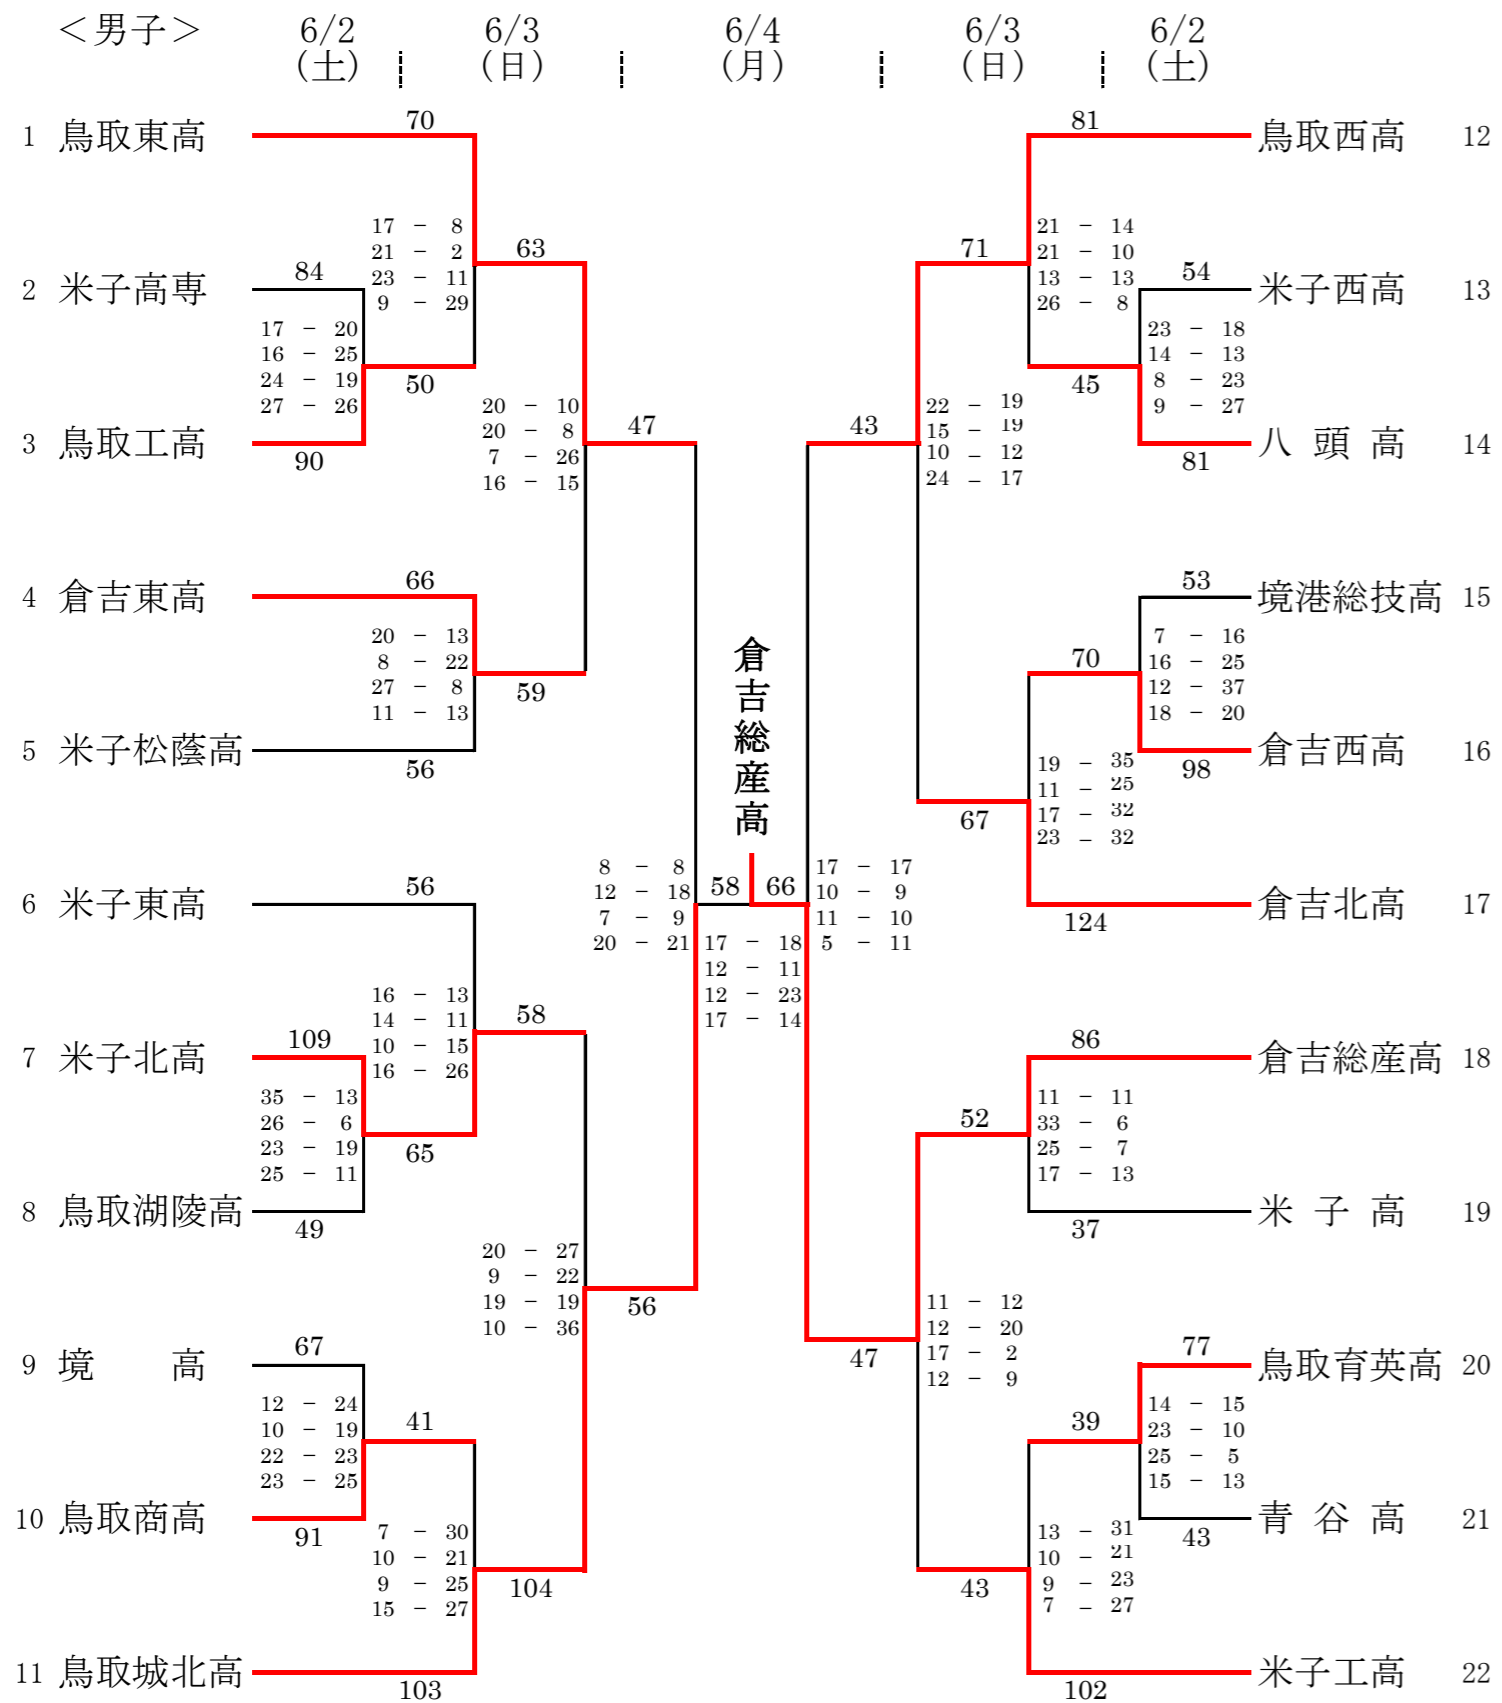 ＜男子＞ 6/2 6/3 6/4 6/3 6/2
（土） （日） （月） （日） （土）
70 81
1 鳥取東高 鳥取西高 12
17 － 8 21 － 14
21 － 2 63 71 21 － 10
84 23 － 11 13 － 13 54
2 米子高専 9 － 29 26 － 8 米子西高 13
17 － 20 23 － 18
16 － 25 14 － 13
24 － 19 50 45 8 － 23
27 － 26 20 － 10 22 － 19 9 － 27
20 － 8 47 43 15 － 19
3 鳥取工高 7 － 26 10 － 12 八頭高 14
90 16 － 15 24 － 17 81
66 53
4 倉吉東高 境港総技高 15
20 － 13 7 － 16
8 － 22 70 16 － 25
27 － 8 59 12 － 37
11 － 13 18 － 20
倉吉総産高
5 米子松蔭高 倉吉西高 16
56 19 － 35 98
11 － 25
17 － 32
67 23 － 32
8 － 8 17 － 17
56 12 － 18 58 66 10 － 9
6 米子東高 7 － 9 11 － 10 倉吉北高 17
20 － 21 17 － 18 5 － 11 124
12 － 11
16 － 13 12 － 23
14 － 11 58 17 － 14
109 10 － 15 86
7 米子北高 16 － 26 倉吉総産高 18
35 － 13 11 － 11
26 － 6 52 33 － 6
23 － 19 65 25 － 7
25 － 11 17 － 13
8 鳥取湖陵高 米子高 19
49 37
20 － 27
9 － 22
19 － 19 56 11 － 12
10 － 36 12 － 20
67 47 17 － 2 77
9 境高 12 － 9 鳥取育英高 20
12 － 24 14 － 15
10 － 19 41 39 23 － 10
22 － 23 25 － 5
23 － 25 15 － 13
10 鳥取商高 青谷高 21
91 7 － 30 13 － 31 43
10 － 21 10 － 21
9 － 25 104 43 9 － 23
15 － 27 7 － 27
11 鳥取城北高 米子工高 22
103 102